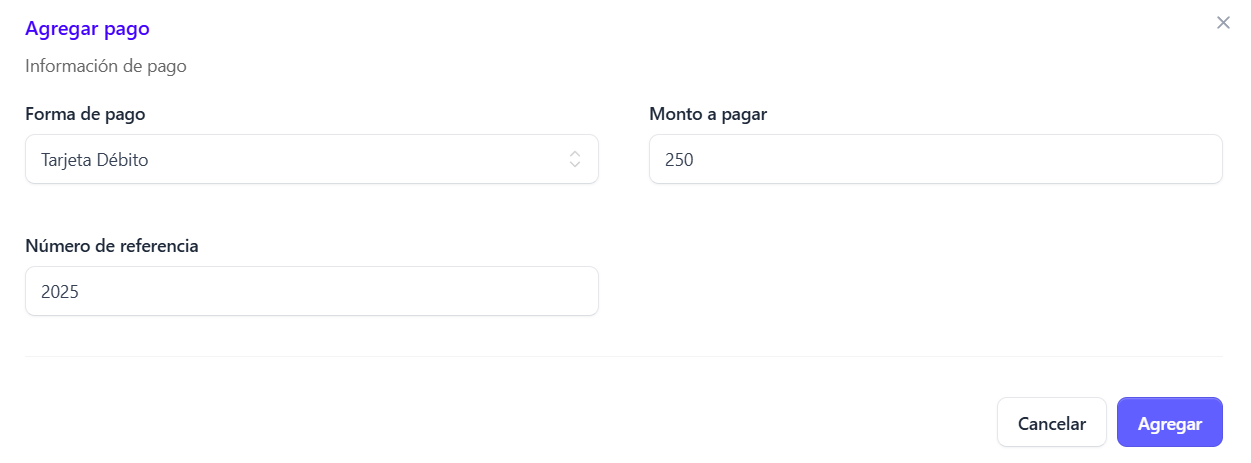 Agregar pago
Información de pago
Forma de pago
Monto a pagar
Tarjeta Débito
250
Número de referencia
2025
Cancelar
Agregar